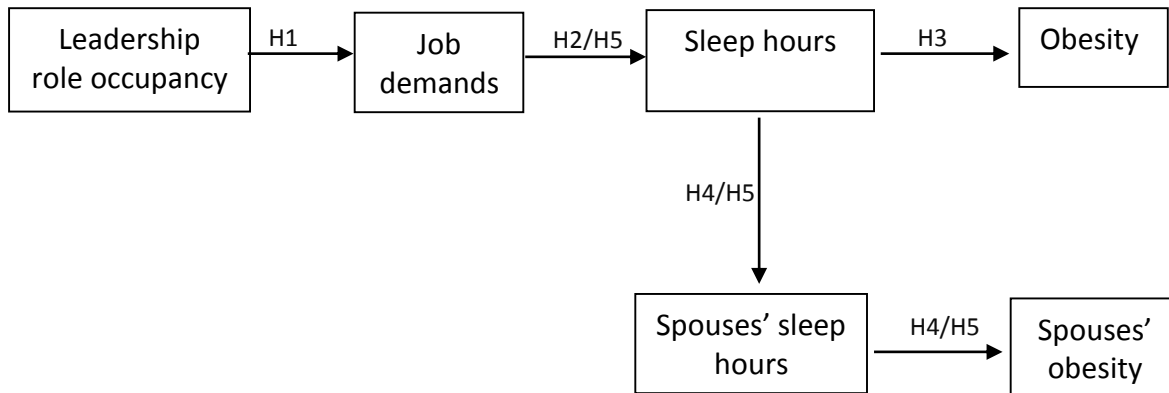 Leadership
role occupancy
H1
Job
demands
H2/H5
Sleep hours
H3
Obesity
H4/H5
Spouses’ sleep
hours
H4/H5
Spouses’
obesity